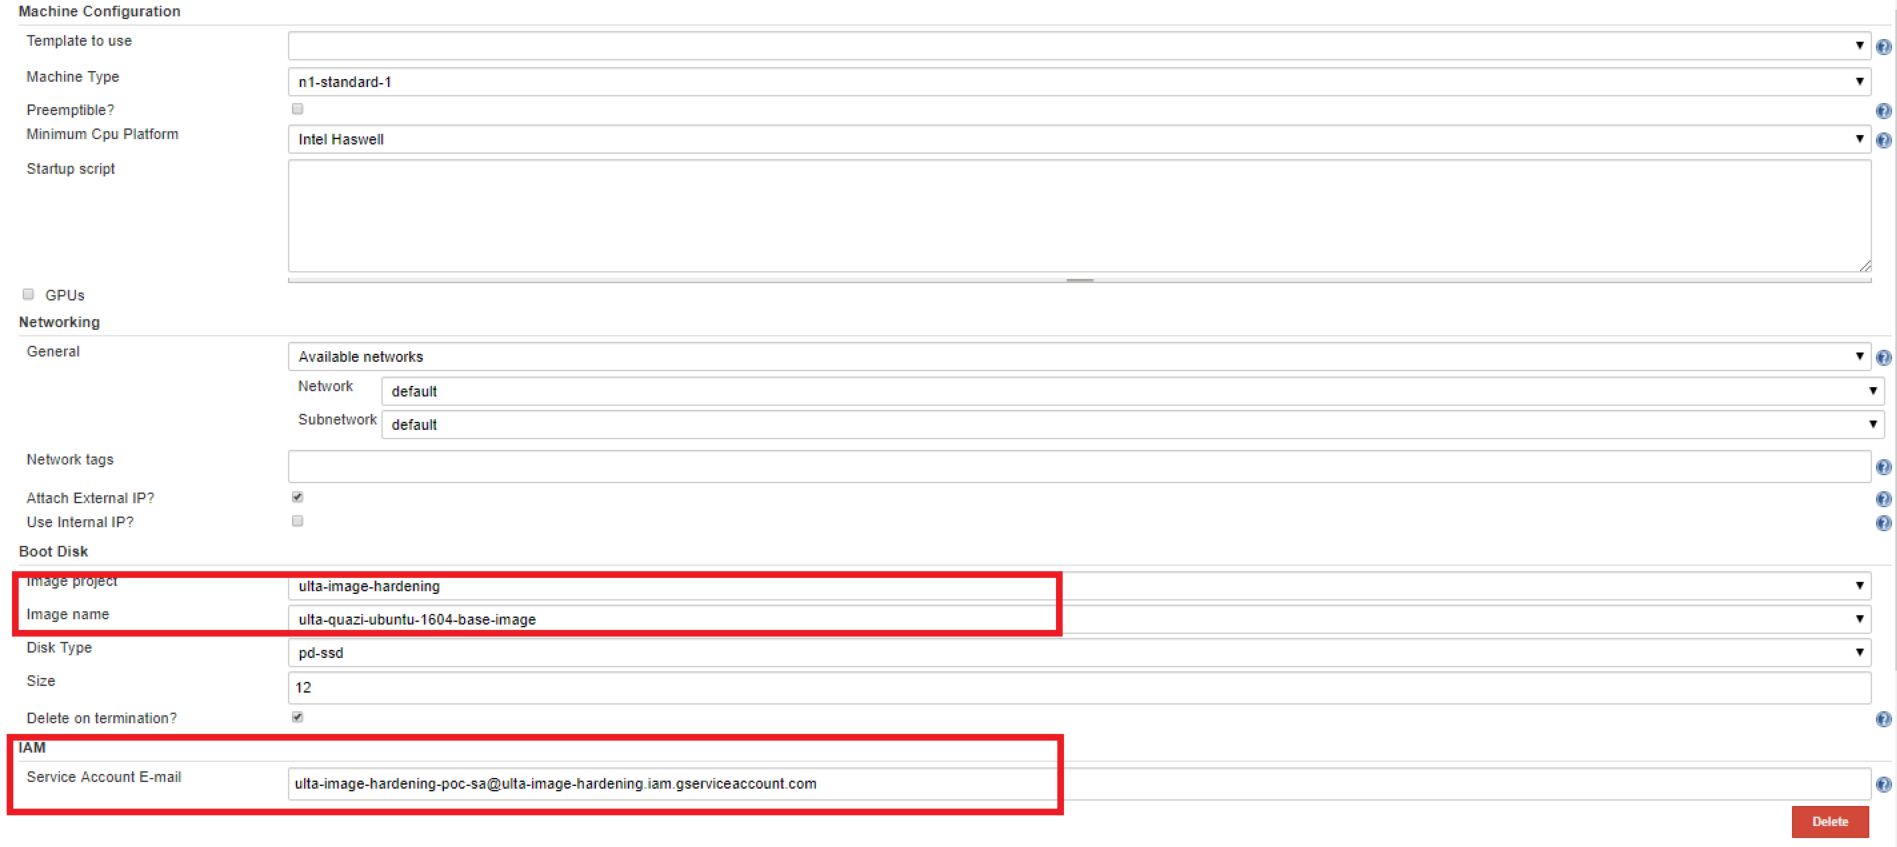 Machine Configuration
Template to use
Machine Type n1-standard-1
Preemptible?
Minimum Cpu Platform Intel Haswell
Startup script
GPUs
Networking
General Available networks
Network default
Subnetwork default
Network tags
Attach External IP?
Use Internal IP?
Boot Disk
Image project ulta-image-hardening
Image name ulta-quazi-ubuntu-1604-base-image
Disk Type pd-ssd
Size 12
Delete on termination?
IAM
Service Account E-mail ulta-image-hardening-poc-sa@ulta-image-hardening.iam.gserviceaccount.com
Delete